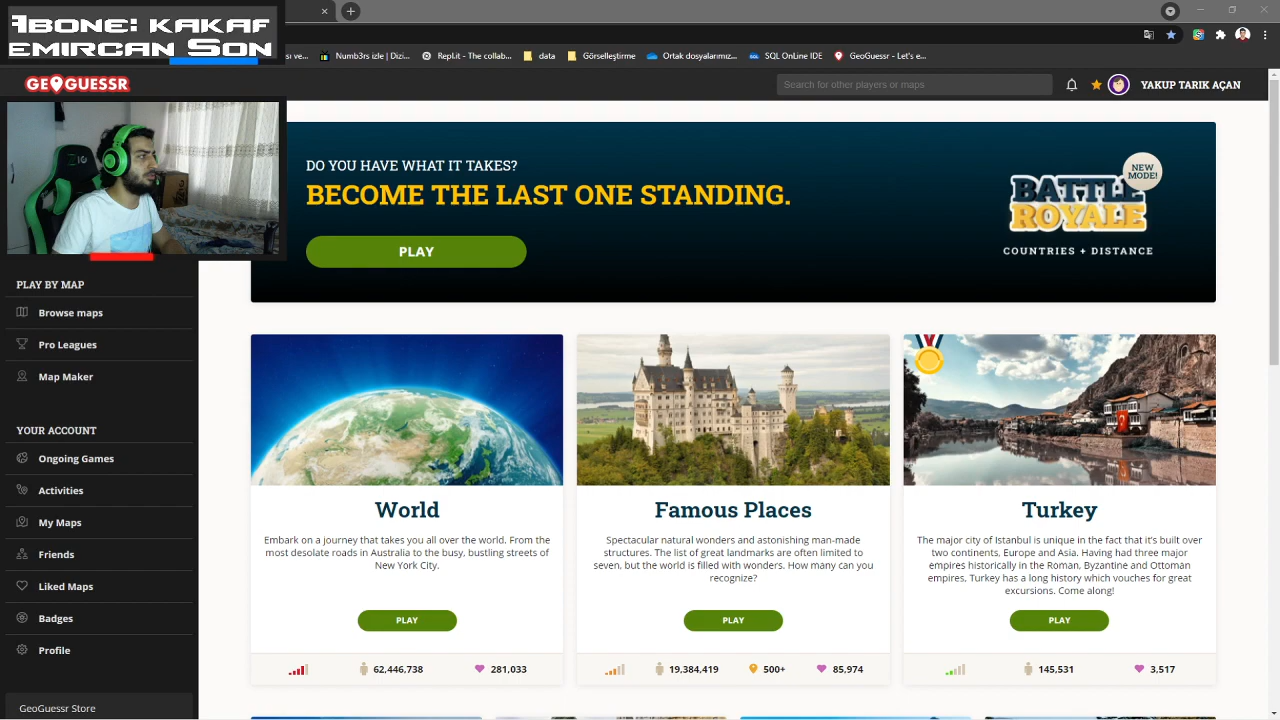 Abone: kakaf
emircan Son
ve...
Numb3rs izle | Dizi...
Repl.it - The collab...
data
Görselleştirme
Ortak dosyalarımız...
SQL OnLine IDE
GeoGuessr - Let's e...
GEOGUESSR
Search for other players or maps
YAKUP TARIK AÇAN
DO YOU HAVE WHAT IT TAKES?
BECOME THE LAST ONE STANDING.
PLAY
NEW
MODE!
BATTLE
ROYALE
COUNTRIES + DISTANCE
PLAY BY MAP
Browse maps
Pro Leagues
Map Maker
YOUR ACCOUNT
Ongoing Games
Activities
My Maps
Friends
Liked Maps
Badges
Profile
GeoGuessr Store
World
Embark on a journey that takes you all over the world. From the
most desolate roads in Australia to the busy, bustling streets of
New York City.
PLAY
62,446,738
281,033
Famous Places
Spectacular natural wonders and astonishing man-made
structures. The list of great landmarks are often limited to
seven, but the world is filled with wonders. How many can you
recognize?
PLAY
19,384,419
500+
85,974
Turkey
The major city of Istanbul is unique in the fact that it's built over
two continents, Europe and Asia. Having had three major
empires historically in the Roman, Byzantine and Ottoman
empires, Turkey has a long history which vouches for great
excursions. Come along!
PLAY
145,531
3,517